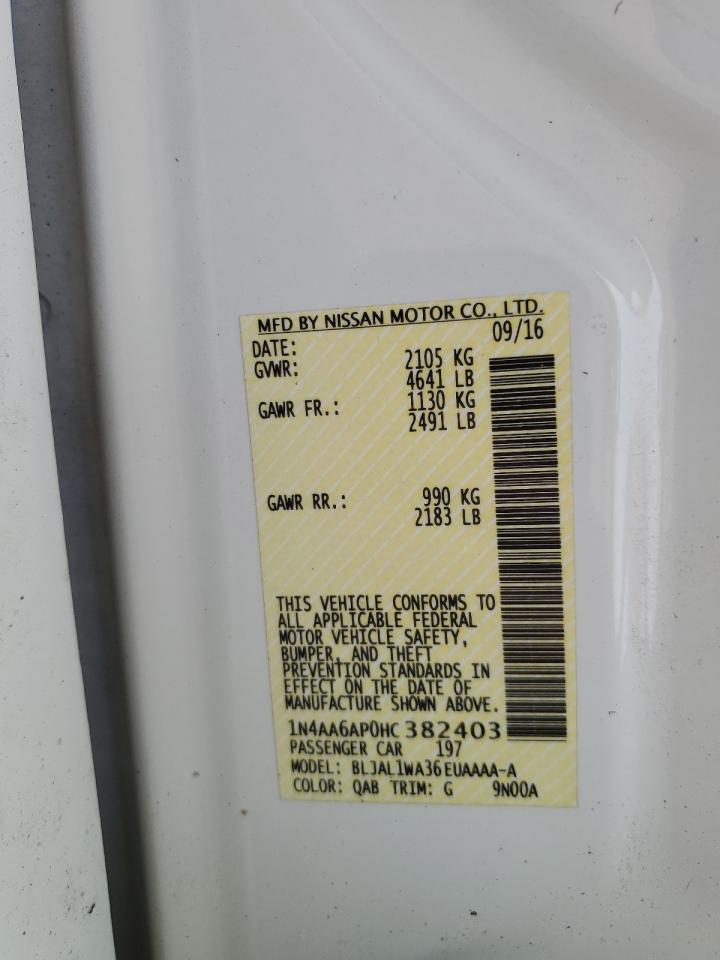 MFD BY NISSAN MOTOR CO., LTD.
DATE: 09/16
GVWR: 2105 KG
4641 LB
GAWR FR.: 1130 KG
2491 LB
GAWR RR.: 990 KG
2183 LB
THIS VEHICLE CONFORMS TO
ALL APPLICABLE FEDERAL
MOTOR VEHICLE SAFETY,
BUMPER, AND THEFT
PREVENTION STANDARDS IN
EFFECT ON THE DATE OF
MANUFACTURE SHOWN ABOVE.
1N4AA6AP0HC 382403
PASSENGER CAR 197
MODEL: BLJAL1WA36EUAAAA-A
COLOR: QAB TRIM: G 9N00A